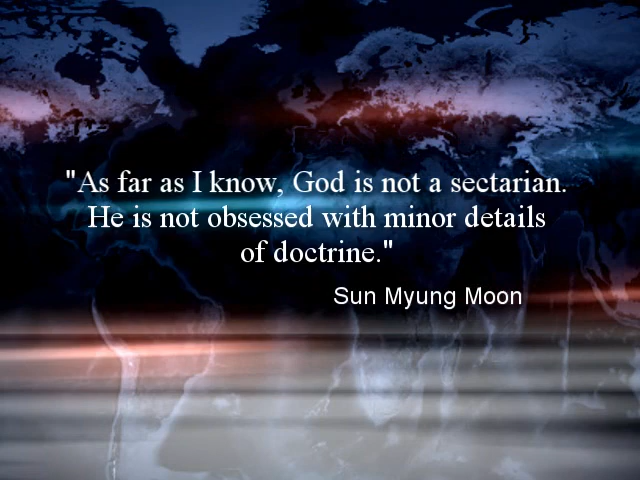 "As far as I know, God is not a sectarian.
He is not obsessed with minor details
of doctrine."
Sun Myung Moon